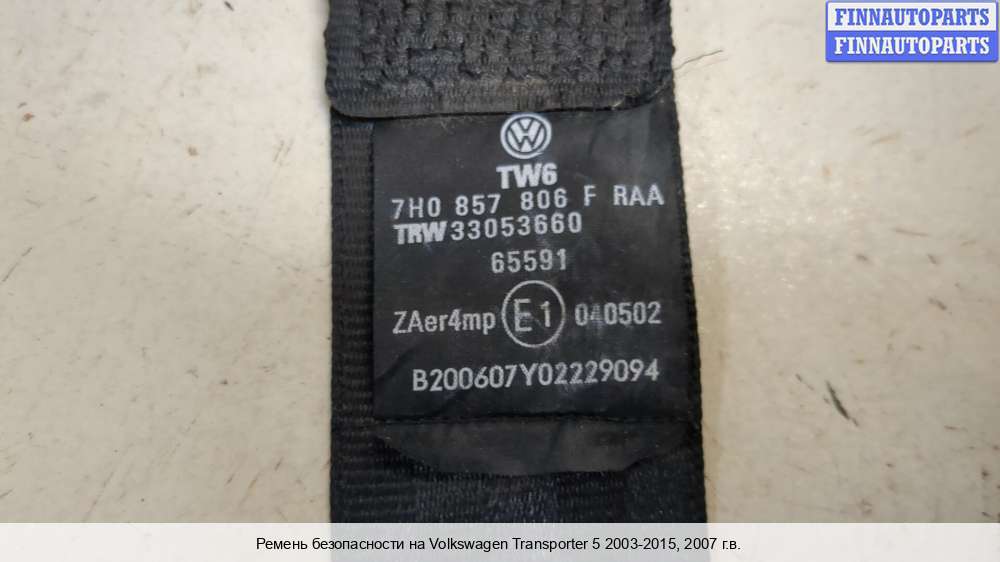 FINNAUTOPARTS
FINNAUTOPARTS
TW6
7H0 857 806 F RAA
TRW 33053660
65591
ZAer4mp E1 040502
B200607Y02229094
Ремень безопасности на Volkswagen Transporter 5 2003-2015, 2007 г.в.